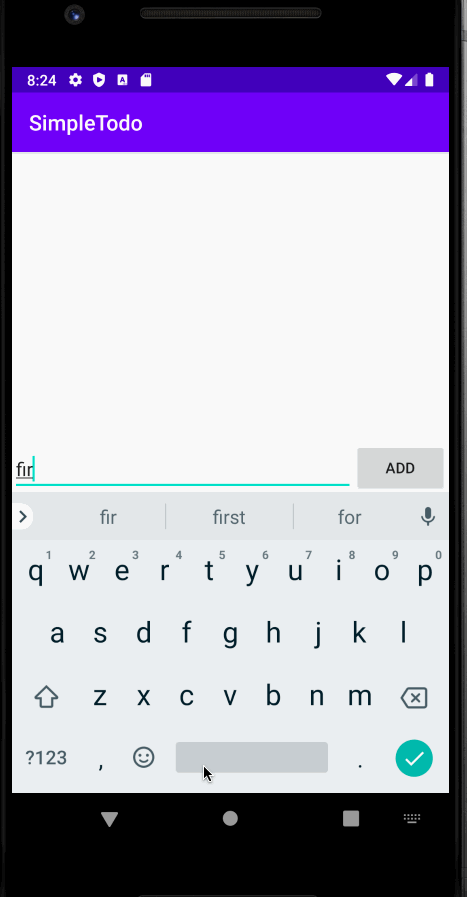 8:24
SimpleTodo
fir
ADD
fir first for
1 2 3 4 5 6 7 8 9 0
q w e r t y u i o p
a s d f g h j k l
z x c v b n m
?123 , .